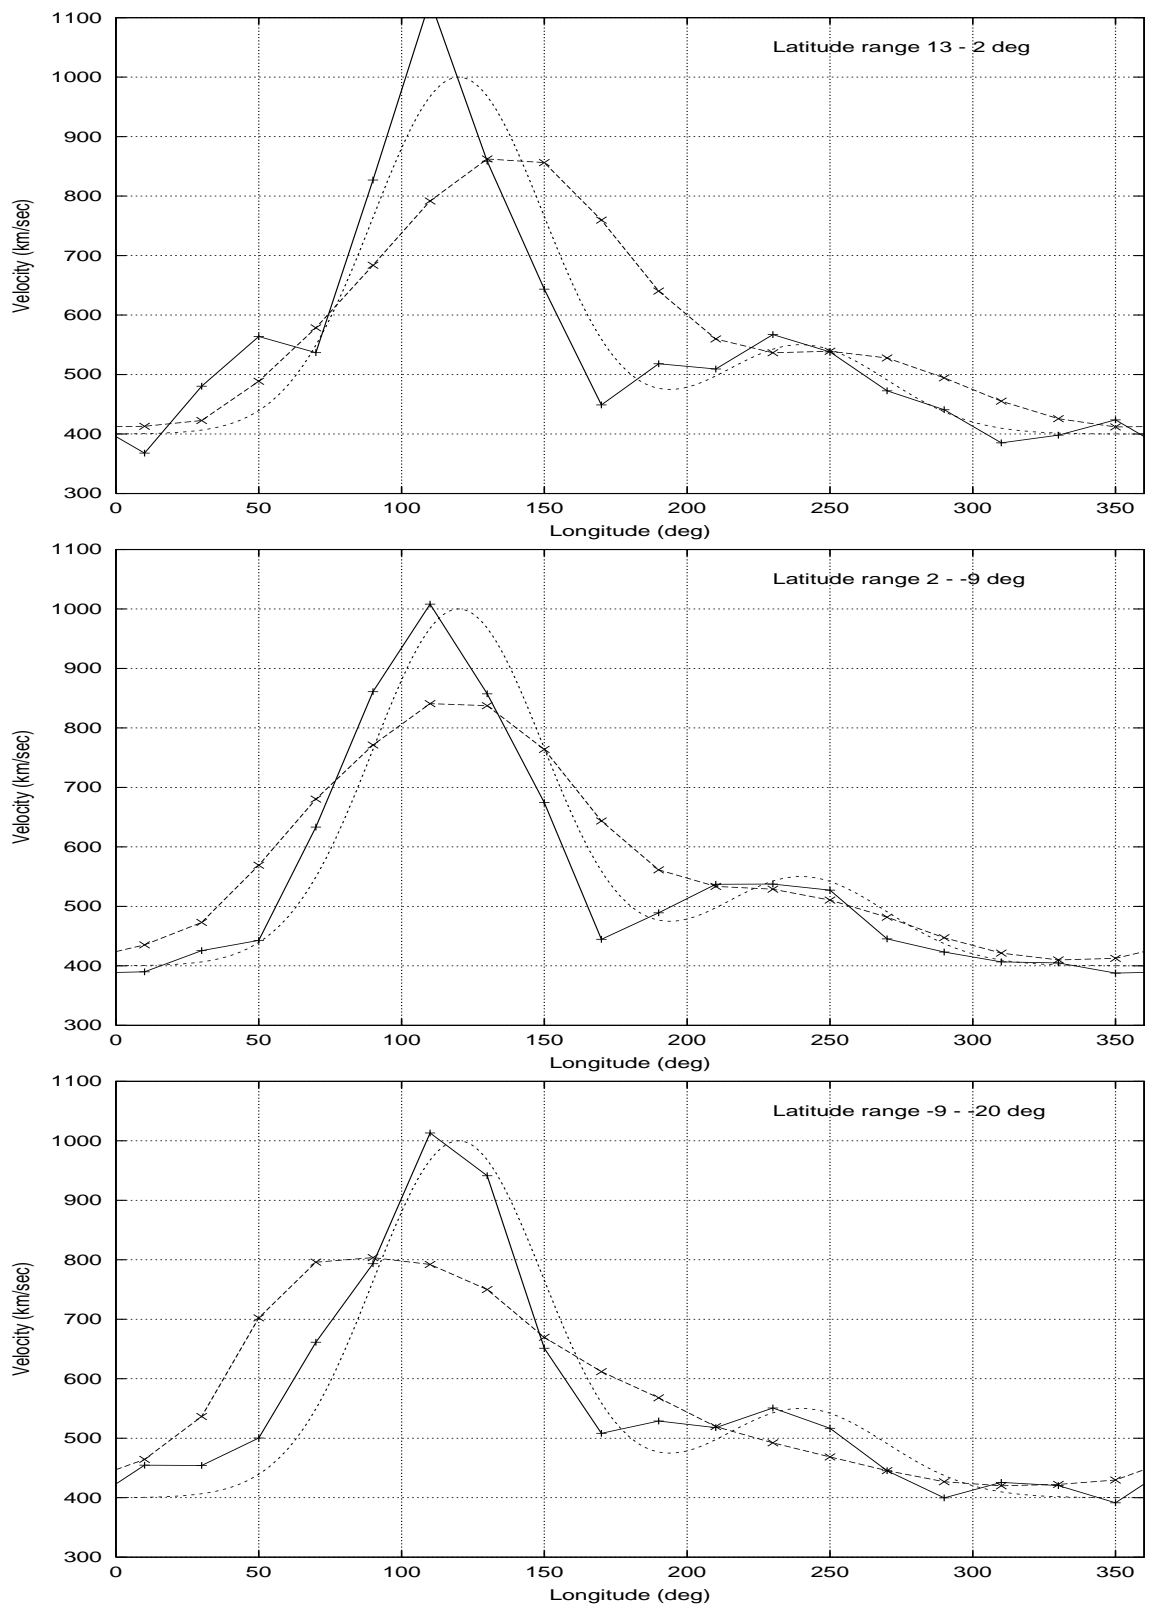 1100
1000
900
800
700
600
500
400
300
Velocity (km/sec)
Latitude range 13 - 2 deg
0 50 100 150 200 250 300 350
Longitude (deg)
1100
1000
900
800
700
600
500
400
300
Velocity (km/sec)
Latitude range 2 - -9 deg
0 50 100 150 200 250 300 350
Longitude (deg)
1100
1000
900
800
700
600
500
400
300
Velocity (km/sec)
Latitude range -9 - -20 deg
0 50 100 150 200 250 300 350
Longitude (deg)